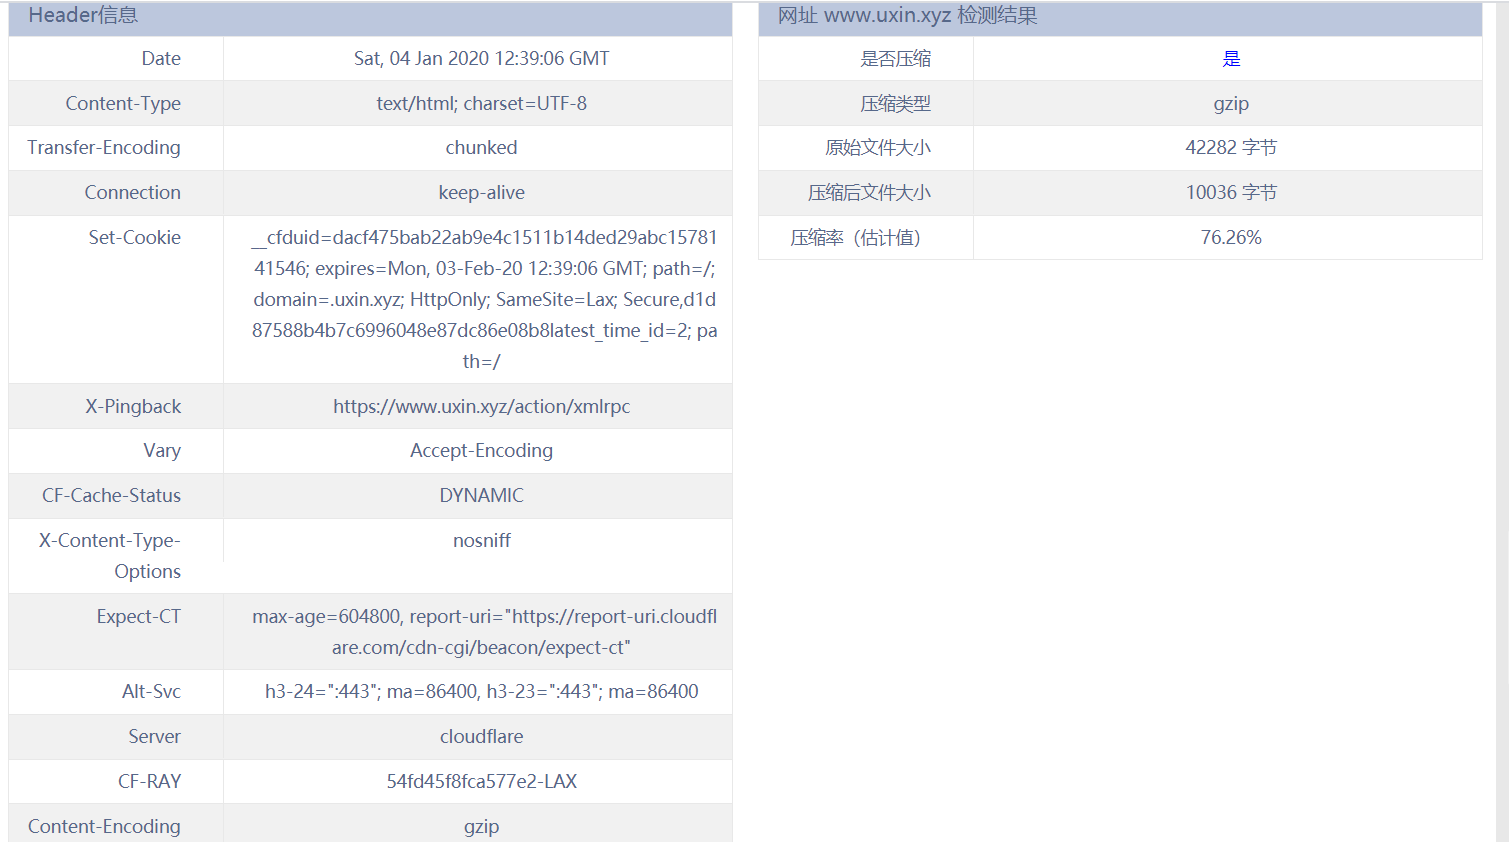 Header信息
Date
Sat, 04 Jan 2020 12:39:06 GMT
Content-Type
text/html; charset=UTF-8
Transfer-Encoding
chunked
Connection
keep-alive
Set-Cookie
__cfduid=dacf475bab22ab9e4c1511b14ded29abc15781
41546; expires=Mon, 03-Feb-20 12:39:06 GMT; path=/;
domain=.uxin.xyz; HttpOnly; SameSite=Lax; Secure,d1d
87588b4b7c6996048e87dc86e08b8latest_time_id=2; pa
th=/
X-Pingback
https://www.uxin.xyz/action/xmlrpc
Vary
Accept-Encoding
CF-Cache-Status
DYNAMIC
X-Content-Type-
Options
nosniff
Expect-CT
max-age=604800, report-uri="https://report-uri.cloudfl
are.com/cdn-cgi/beacon/expect-ct"
Alt-Svc
h3-24=":443"; ma=86400, h3-23=":443"; ma=86400
Server
cloudflare
CF-RAY
54fd45f8fca577e2-LAX
Content-Encoding
gzip
网址 www.uxin.xyz 检测结果
是否压缩
是
压缩类型
gzip
原始文件大小
42282 字节
压缩后文件大小
10036 字节
压缩率（估计值）
76.26%